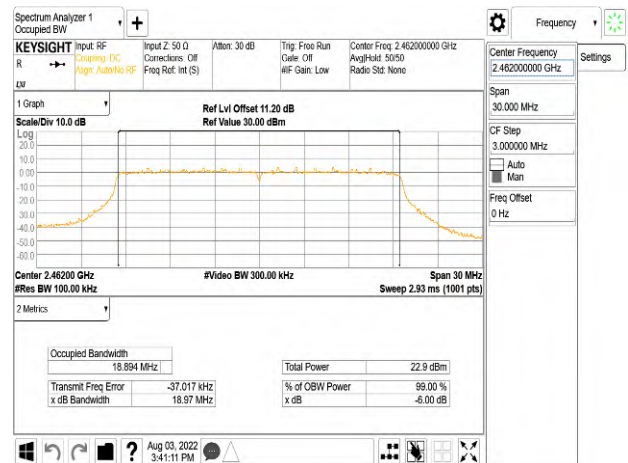 Spectrum Analyzer 1
Occupied BW
Frequency
KEYSIGHT
Input: RF
Input Z: 50 Ω
Atten: 30 dB
Trig: Free Run
Center Freq: 2.462000000 GHz
R
Coupling: DC
Corrections: Off
Gate: Off
Avg|Hold: 50/50
Align: Auto/No RF
Freq Ref: Int (S)
#IF Gain: Low
Radio Std: None
LXI
Center Frequency
2.462000000 GHz
Settings
Span
30.000 MHz
CF Step
3.000000 MHz
Auto
Man
Freq Offset
0 Hz
1 Graph
Ref Lvl Offset 11.20 dB
Scale/Div 10.0 dB
Ref Value 30.00 dBm
Log
20.0
10.0
0.00
-10.0
-20.0
-30.0
-40.0
-50.0
-60.0
Center 2.46200 GHz
#Video BW 300.00 kHz
Span 30 MHz
#Res BW 100.00 kHz
Sweep 2.93 ms (1001 pts)
2 Metrics
Occupied Bandwidth
18.894 MHz
Total Power
22.9 dBm
Transmit Freq Error
-37.017 kHz
% of OBW Power
99.00 %
x dB Bandwidth
18.97 MHz
x dB
-6.00 dB
?
Aug 03, 2022
3:41:11 PM